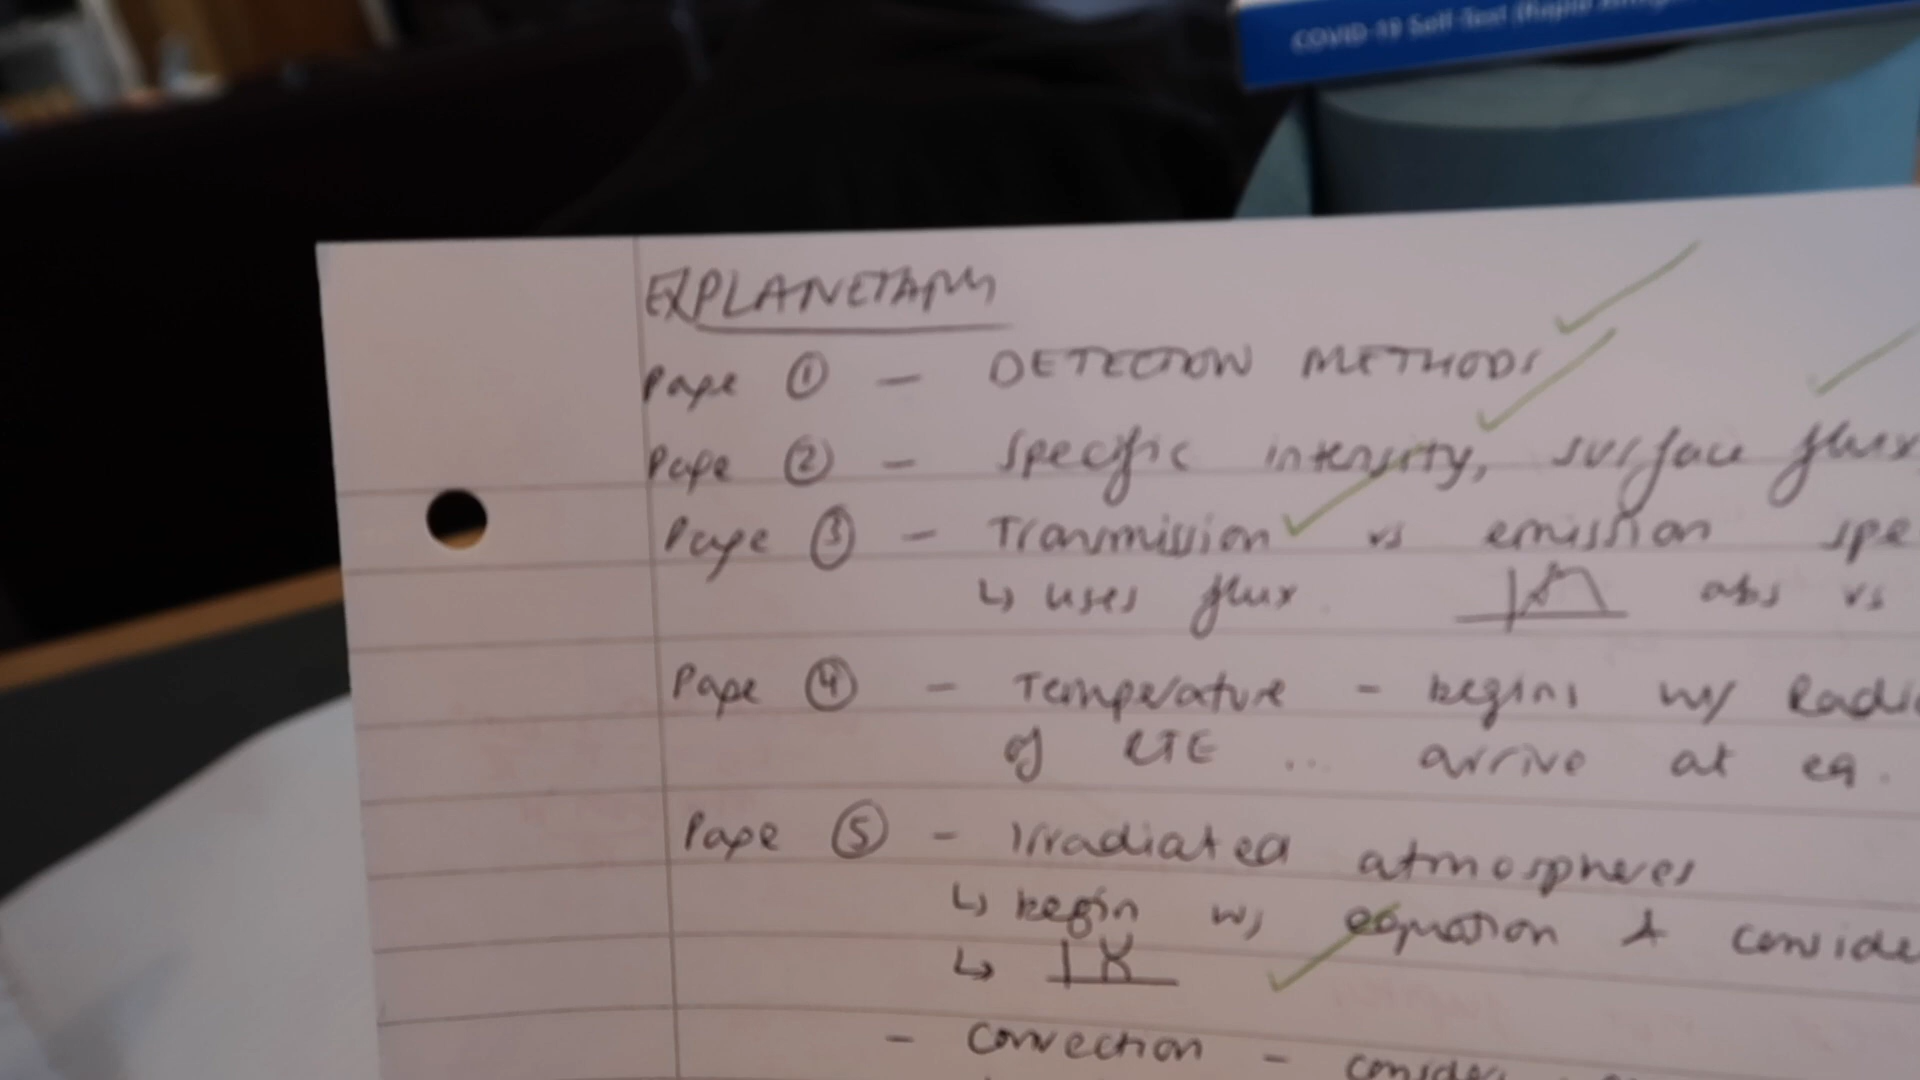 COVID-19 Self-Test (Rapid
EXPLANETARY
Page ① - DETECTION METHODS
Page ② - Specific intensity, surface flux
Page ③ - Transmission vs emission spe
↳ uses flux abs vs
Page ④ - Temperature - begins w/ Radi
of LTE ... arrive at eq.
Page ⑤ - Irradiated atmospheres
↳ begin w/ equation & conside
↳
- Convection - consider